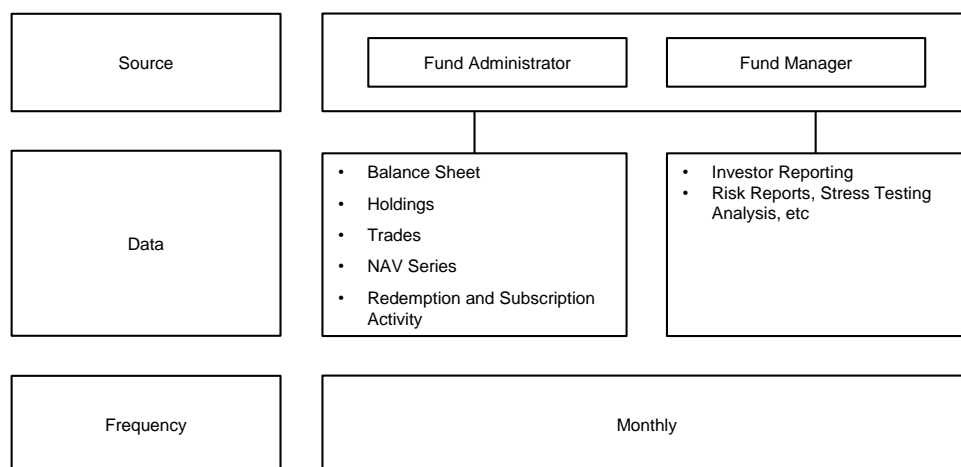 Source
Fund Administrator
Fund Manager
Data
• Balance Sheet
• Holdings
• Trades
• NAV Series
• Redemption and Subscription
Activity
• Investor Reporting
• Risk Reports, Stress Testing
Analysis, etc
Frequency
Monthly